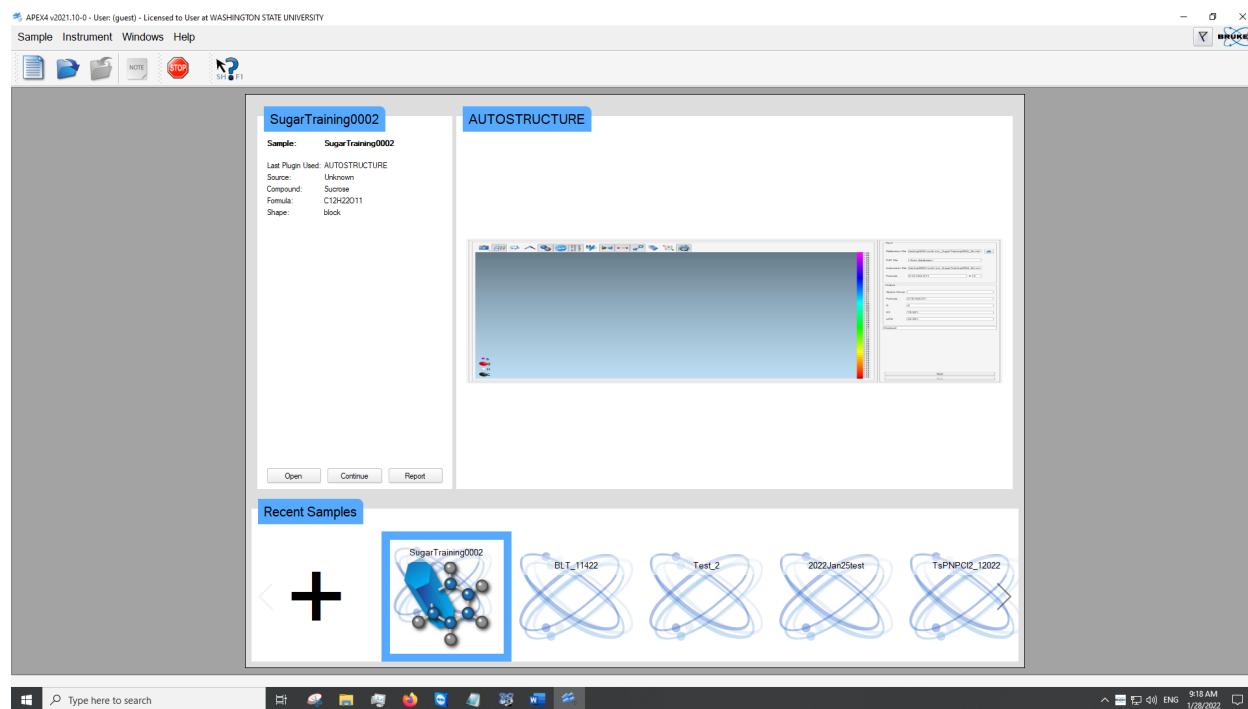 APEX4 v2021.10-0 - User: (guest) - Licensed to User at WASHINGTON STATE UNIVERSITY
Sample Instrument Windows Help
BRUKE
NOTE
STOP
SH F1
SugarTraining0002
AUTOSTRUCTURE
Sample: SugarTraining0002
Last Plugin Used: AUTOSTRUCTURE
Source: Unknown
Compound: Sucrose
Formula: C12H22O11
Shape: block
Open Continue Report
Recent Samples
SugarTraining0002
BLT_11422
Test_2
2022Jan25test
TsPNPCl2_12022
Type here to search
ENG
9:18 AM
1/28/2022